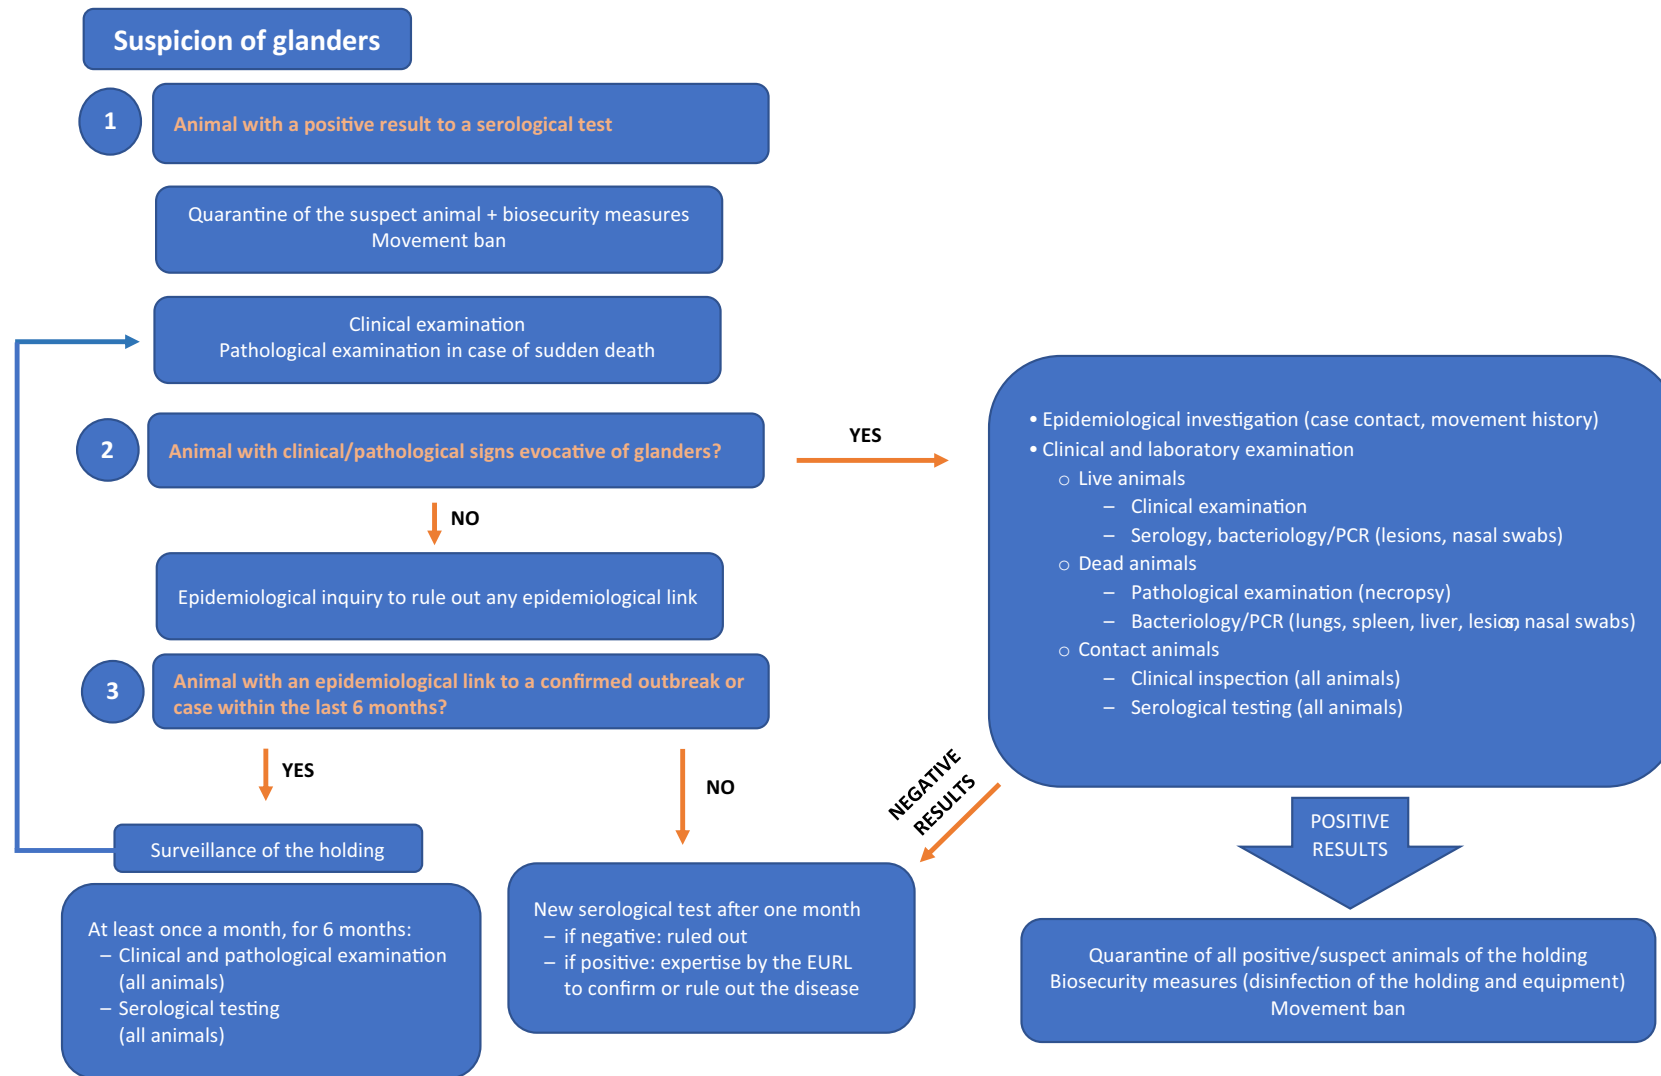 Suspicion of glanders
1
Animal with a positive result to a serological test
Quarantine of the suspect animal + biosecurity measures
Movement ban
Clinical examination
Pathological examination in case of sudden death
2
Animal with clinical/pathological signs evocative of glanders?
YES
NO
Epidemiological inquiry to rule out any epidemiological link
3
Animal with an epidemiological link to a confirmed outbreak or
case within the last 6 months?
YES
NO
Surveillance of the holding
At least once a month, for 6 months:
– Clinical and pathological examination
(all animals)
– Serological testing
(all animals)
New serological test after one month
– if negative: ruled out
– if positive: expertise by the EURL
to confirm or rule out the disease
NEGATIVE
RESULTS
• Epidemiological investigation (case contact, movement history)
• Clinical and laboratory examination
○ Live animals
– Clinical examination
– Serology, bacteriology/PCR (lesions, nasal swabs)
○ Dead animals
– Pathological examination (necropsy)
– Bacteriology/PCR (lungs, spleen, liver, lesions, nasal swabs)
○ Contact animals
– Clinical inspection (all animals)
– Serological testing (all animals)
POSITIVE
RESULTS
Quarantine of all positive/suspect animals of the holding
Biosecurity measures (disinfection of the holding and equipment)
Movement ban